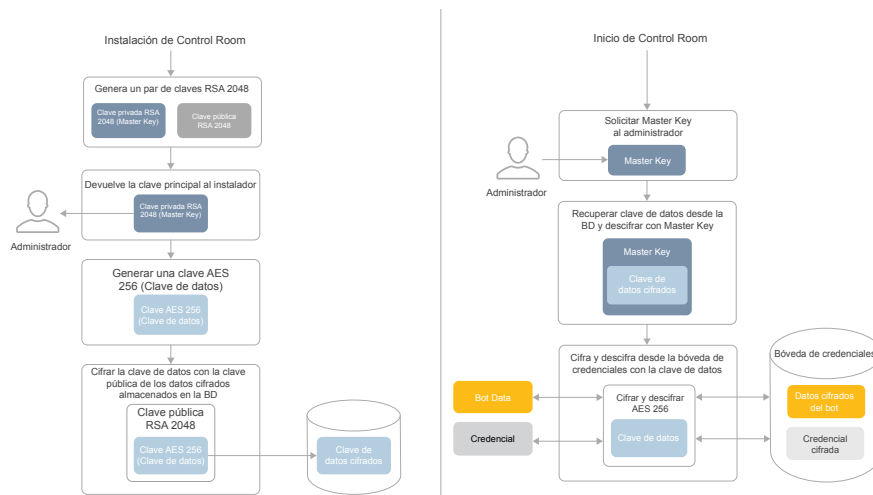 Instalación de Control Room
Genera un par de claves RSA 2048
Clave privada RSA
2048 (Master Key)
Clave pública
RSA 2048
Devuelve la clave principal al instalador
Clave privada RSA
2048 (Master Key)
Administrador
Generar una clave AES
256 (Clave de datos)
Clave AES 256
(Clave de datos)
Cifrar la clave de datos con la clave
pública de los datos cifrados
almacenados en la BD
Clave pública
RSA 2048
Clave AES 256
(Clave de datos)
Clave de
datos cifrados
Inicio de Control Room
Solicitar Master Key
al administrador
Master Key
Administrador
Recuperar clave de datos desde la
BD y descifrar con Master Key
Master Key
Clave de
datos cifrados
Cifra y descifra desde la bóveda de
credenciales con la clave de datos
Bot Data
Credencial
Cifrar y descifrar
AES 256
Clave de datos
Bóveda de credenciales
Datos cifrados
del bot
Credencial
cifrada